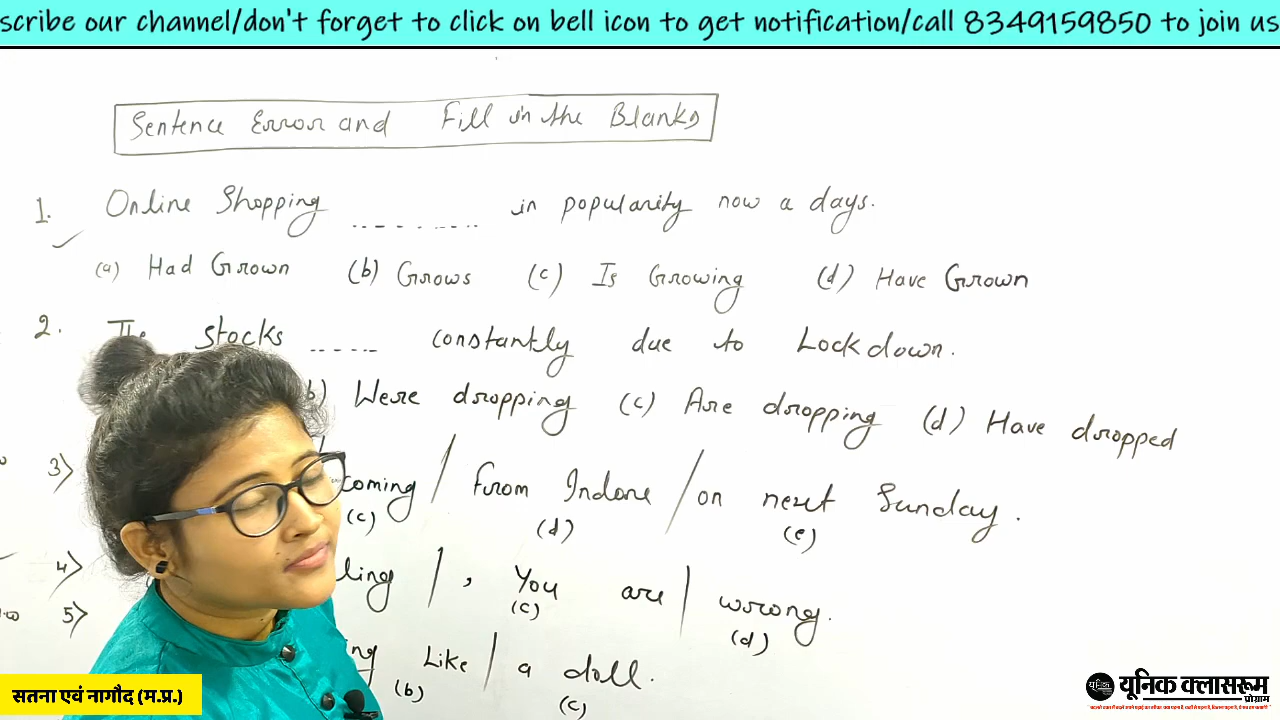 scribe our channel/don't forget to click on bell icon to get notification/call 8349159850 to join us
Sentence Error and Fill in the Blanks
1. Online Shopping .......... in popularity now a days.
(a) Had Grown (b) Grows (c) Is Growing (d) Have Grown
2. The stocks ...... constantly due to Lockdown.
b) Were dropping (c) Are dropping (d) Have dropped
3) coming / from Indore / on next Sunday.
(c) (d) (e)
4) ling / , You are / wrong.
(c) (d)
5) ng Like / a doll.
(b) (c)
सतना एवं नागौद (म.प्र.)
यूनिक क्लासरूम
प्रोग्राम